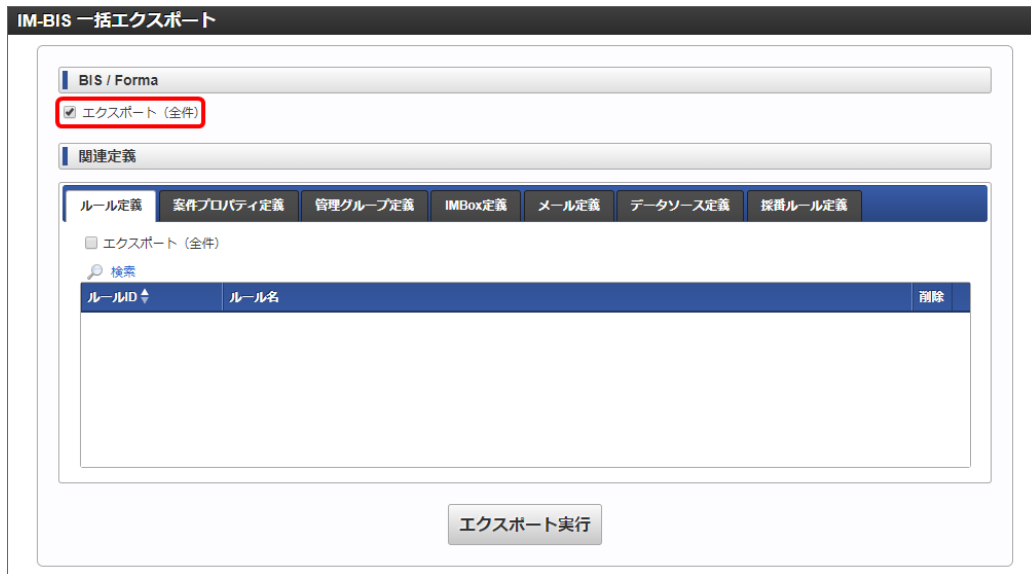 IM-BIS 一括エクスポート
BIS / Forma
エクスポート（全件）
関連定義
ルール定義 案件プロパティ定義 管理グループ定義 IMBox定義 メール定義 データソース定義 採番ルール定義
エクスポート（全件）
検索
ルールID ルール名 削除
エクスポート実行